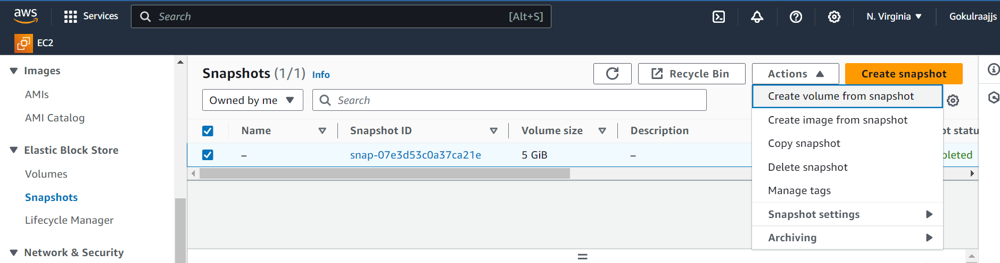 aws
Services
Search [Alt+S]
N. Virginia
Gokulraajjs
EC2
Images
AMIs
AMI Catalog
Elastic Block Store
Volumes
Snapshots
Lifecycle Manager
Network & Security
Snapshots (1/1) Info
Recycle Bin
Actions
Create snapshot
Owned by me
Search
Name Snapshot ID Volume size Description
– snap-07e3d53c0a37ca21e 5 GiB –
Create volume from snapshot
Create image from snapshot
Copy snapshot
Delete snapshot
Manage tags
Snapshot settings
Archiving